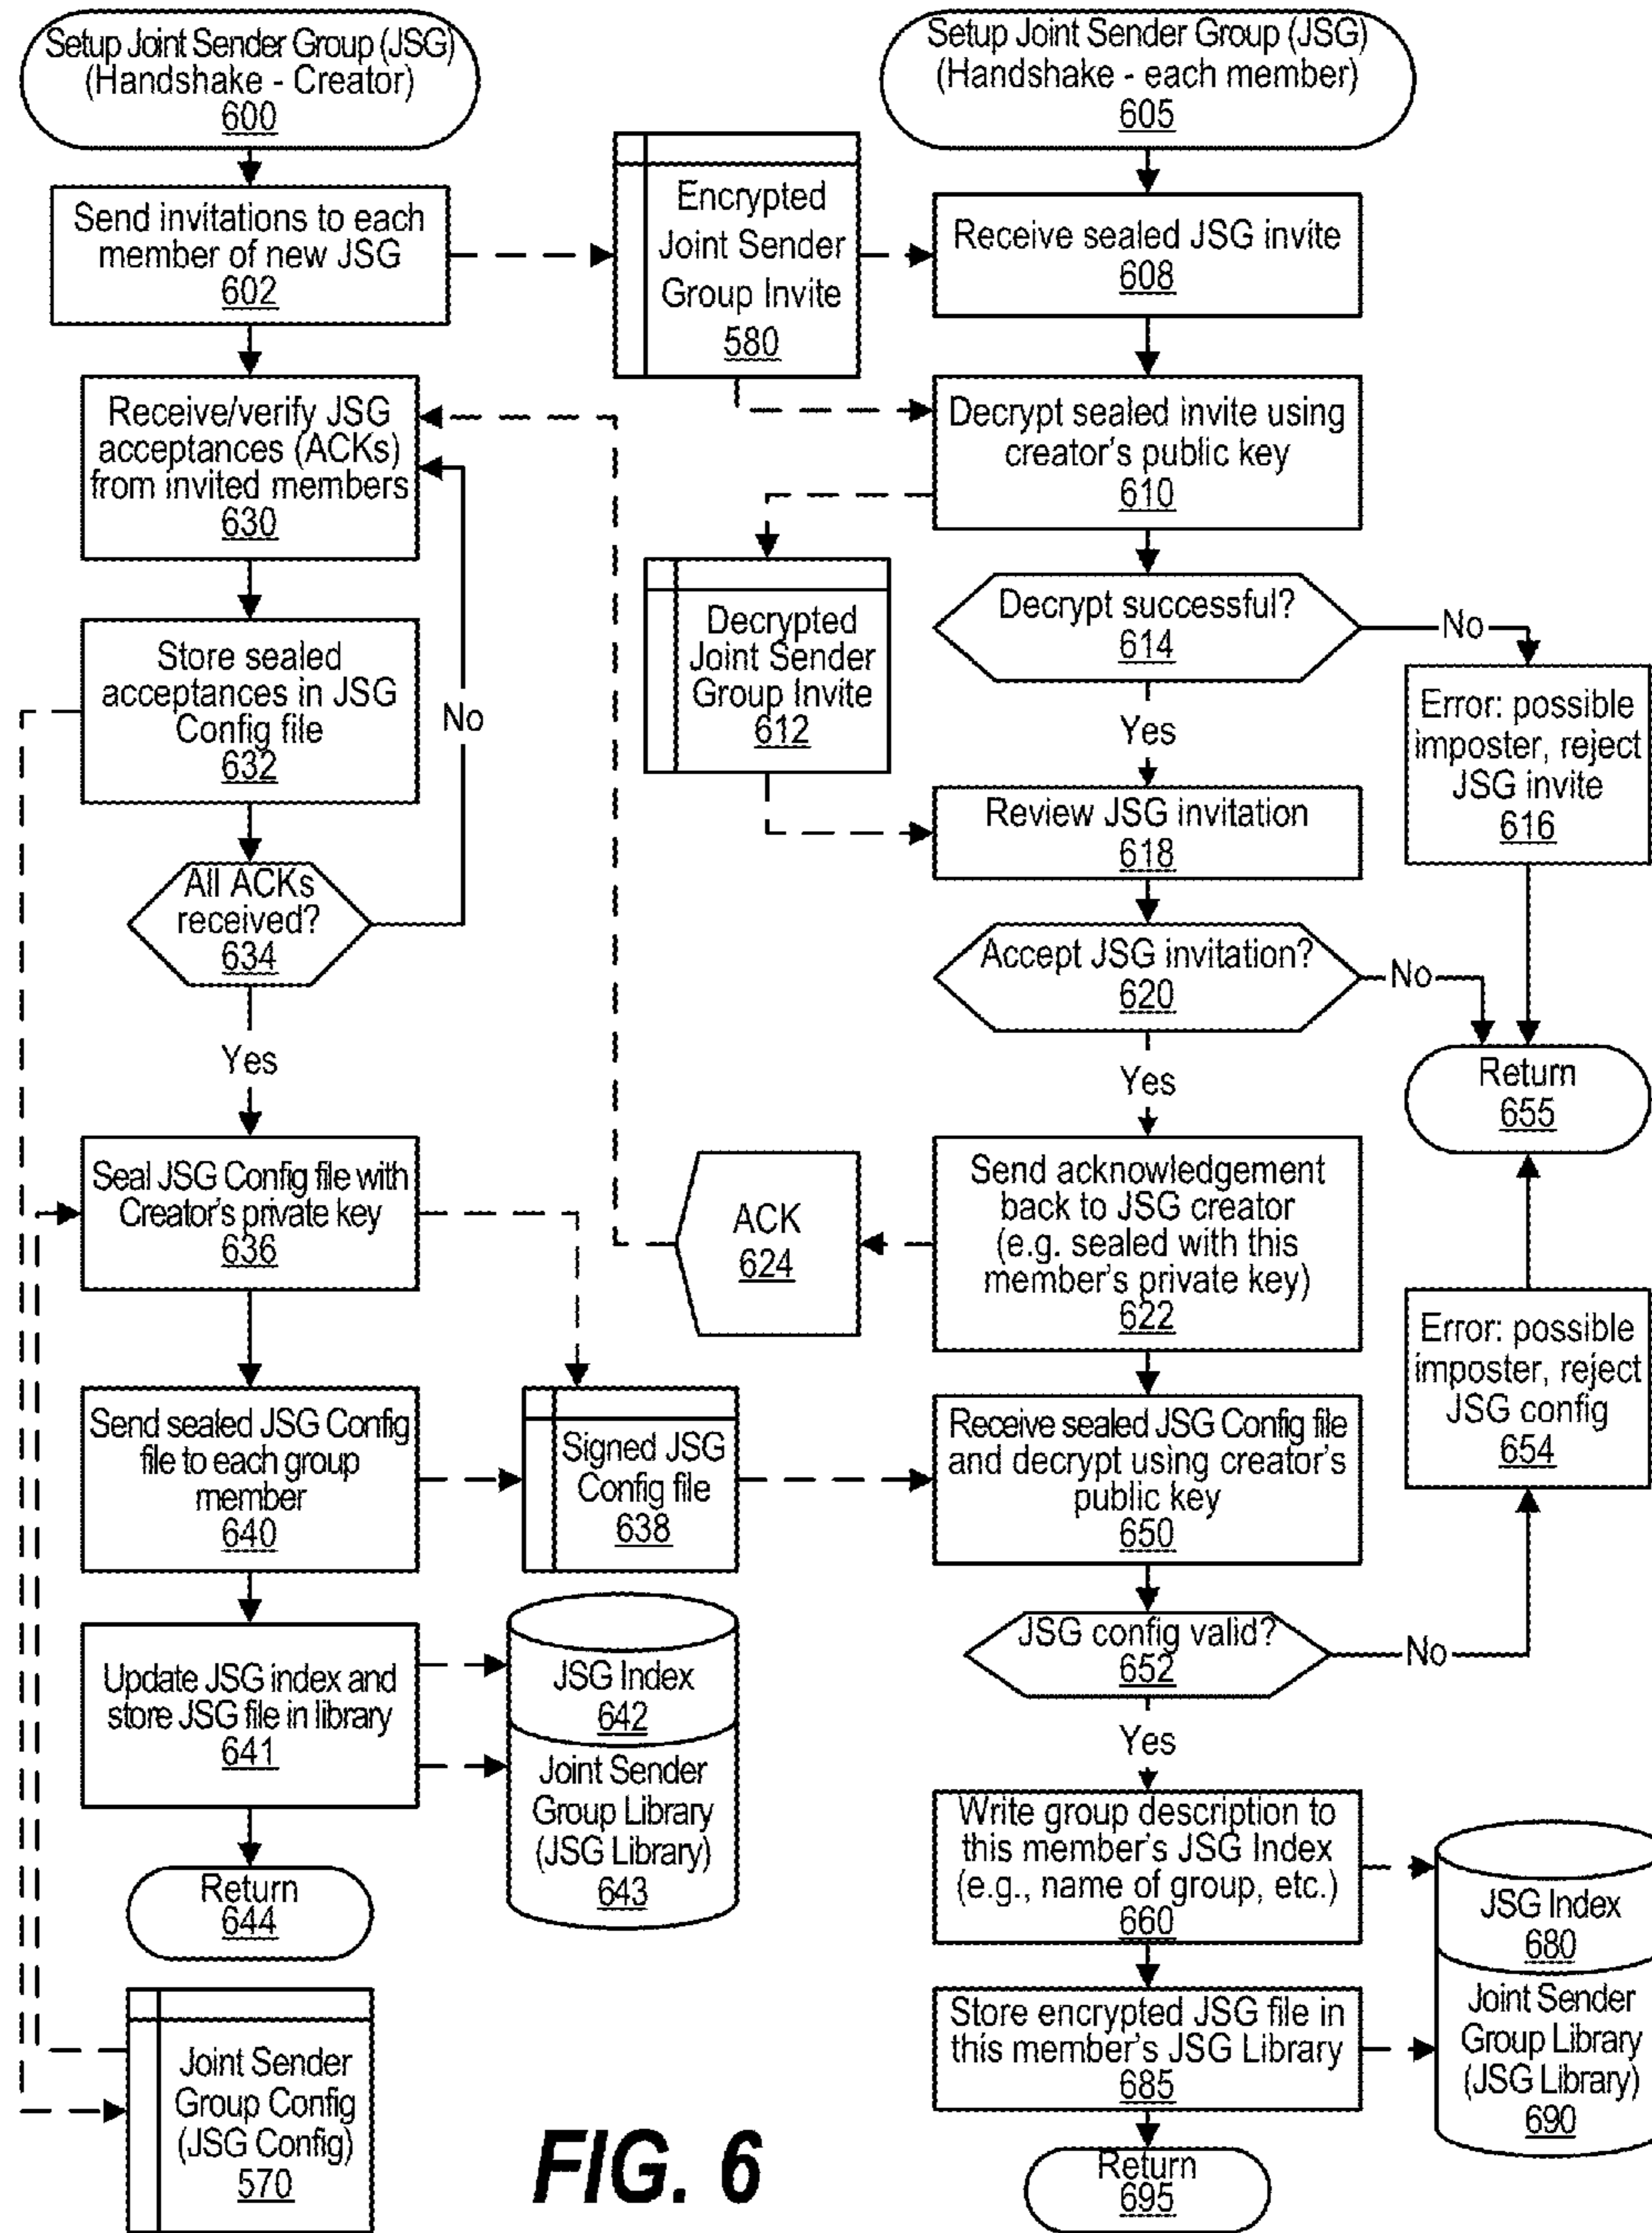 Setup Joint Sender Group (JSG)
(Handshake - Creator)
600
Send invitations to each
member of new JSG
602
Receive/verify JSG
acceptances (ACKs)
from invited members
630
Store sealed
acceptances in JSG
Config file
632
No
All ACKs
received?
634
Yes
Seal JSG Config file with
Creator's private key
636
Send sealed JSG Config
file to each group
member
640
Update JSG index and
store JSG file in library
641
Return
644
Joint Sender
Group Config
(JSG Config)
570
Encrypted
Joint Sender
Group Invite
580
Decrypted
Joint Sender
Group Invite
612
ACK
624
Signed JSG
Config file
638
JSG Index
642
Joint Sender
Group Library
(JSG Library)
643
Setup Joint Sender Group (JSG)
(Handshake - each member)
605
Receive sealed JSG invite
608
Decrypt sealed invite using
creator's public key
610
Decrypt successful?
614
No
Yes
Error: possible
imposter, reject
JSG invite
616
Review JSG invitation
618
Accept JSG invitation?
620
No
Yes
Return
655
Send acknowledgement
back to JSG creator
(e.g. sealed with this
member's private key)
622
Error: possible
imposter, reject
JSG config
654
Receive sealed JSG Config file
and decrypt using creator's
public key
650
JSG config valid?
652
No
Yes
Write group description to
this member's JSG Index
(e.g., name of group, etc.)
660
Store encrypted JSG file in
this member's JSG Library
685
JSG Index
680
Joint Sender
Group Library
(JSG Library)
690
Return
695
FIG. 6